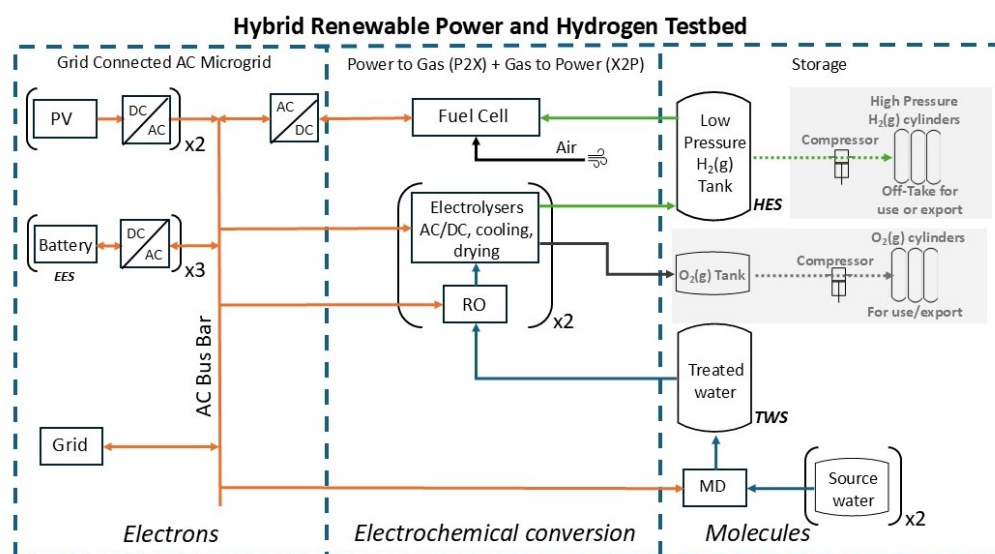 Hybrid Renewable Power and Hydrogen Testbed
Grid Connected AC Microgrid
Power to Gas (P2X) + Gas to Power (X2P)
Storage
PV
DC
AC
x2
AC
DC
Fuel Cell
Air
Low
Pressure
H₂(g)
Tank
HES
High Pressure
H₂(g) cylinders
Compressor
Off-Take for
use or export
Battery
EES
DC
AC
x3
Electrolysers
AC/DC, cooling,
drying
RO
x2
O₂(g) Tank
O₂(g) cylinders
Compressor
For use/export
AC Bus Bar
Treated
water
TWS
Grid
MD
Source
water
x2
Electrons
Electrochemical conversion
Molecules